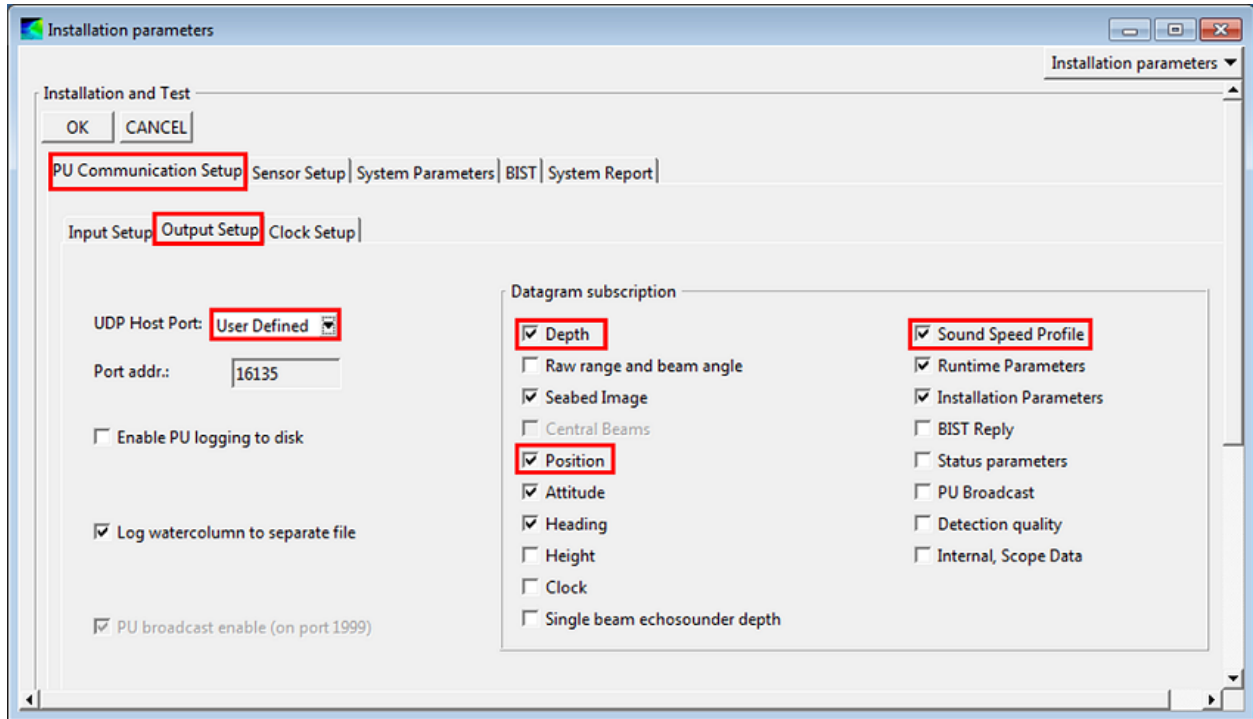 Installation parameters
Installation parameters
Installation and Test
OK CANCEL
PU Communication Setup Sensor Setup System Parameters BIST System Report
Input Setup Output Setup Clock Setup
UDP Host Port: User Defined
Port addr.: 16135
Enable PU logging to disk
Log watercolumn to separate file
PU broadcast enable (on port 1999)
Datagram subscription
Depth
Raw range and beam angle
Seabed Image
Central Beams
Position
Attitude
Heading
Height
Clock
Single beam echosounder depth
Sound Speed Profile
Runtime Parameters
Installation Parameters
BIST Reply
Status parameters
PU Broadcast
Detection quality
Internal, Scope Data